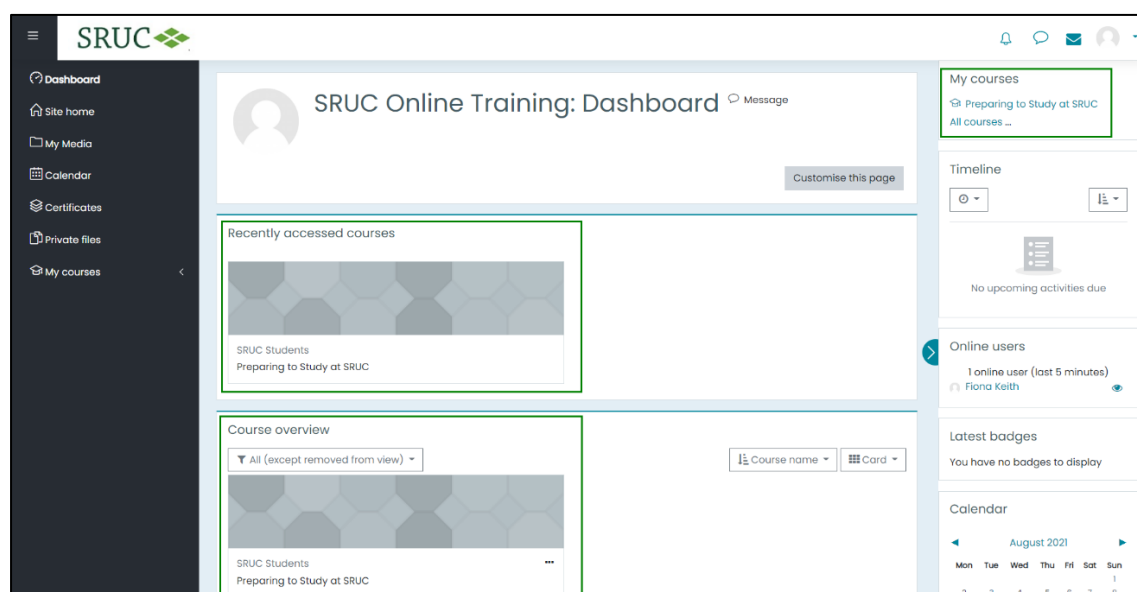 SRUC
Dashboard
Site home
My Media
Calendar
Certificates
Private files
My courses
SRUC Online Training: Dashboard
Message
Customise this page
Recently accessed courses
SRUC Students
Preparing to Study at SRUC
Course overview
All (except removed from view)
Course name
Card
SRUC Students
Preparing to Study at SRUC
My courses
Preparing to Study at SRUC
All courses ...
Timeline
No upcoming activities due
Online users
1 online user (last 5 minutes)
Fiona Keith
Latest badges
You have no badges to display
Calendar
August 2021
Mon Tue Wed Thu Fri Sat Sun
1